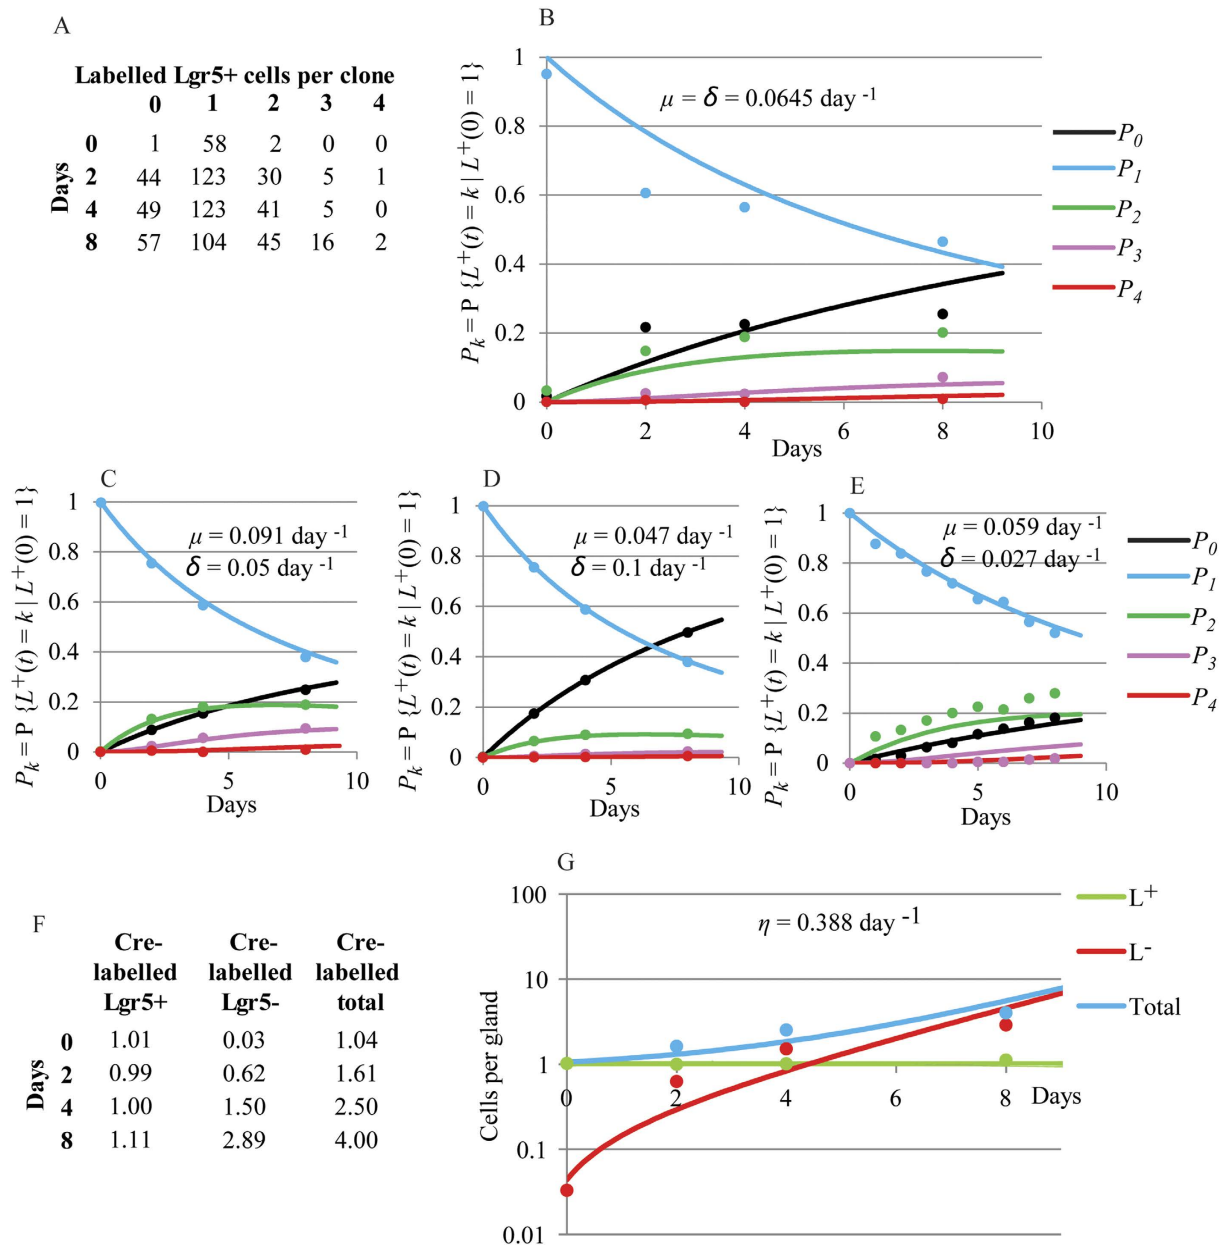 A
Labelled Lgr5+ cells per clone
0 1 2 3 4
Days
0 1 58 2 0 0
2 44 123 30 5 1
4 49 123 41 5 0
8 57 104 45 16 2
B
P_k = P {L⁺(t) = k | L⁺(0) = 1}
1
0.8
0.6
0.4
0.2
0
μ = δ = 0.0645 day⁻¹
0 2 4 6 8 10
Days
P₀
P₁
P₂
P₃
P₄
C
P_k = P {L⁺(t) = k | L⁺(0) = 1}
1
0.8
0.6
0.4
0.2
0
μ = 0.091 day⁻¹
δ = 0.05 day⁻¹
0 5 10
Days
D
P_k = P {L⁺(t) = k | L⁺(0) = 1}
1
0.8
0.6
0.4
0.2
0
μ = 0.047 day⁻¹
δ = 0.1 day⁻¹
0 5 10
Days
E
P_k = P {L⁺(t) = k | L⁺(0) = 1}
1
0.8
0.6
0.4
0.2
0
μ = 0.059 day⁻¹
δ = 0.027 day⁻¹
0 5 10
Days
P₀
P₁
P₂
P₃
P₄
F
Cre- Cre- Cre-
labelled labelled labelled
Lgr5+ Lgr5- total
Days
0 1.01 0.03 1.04
2 0.99 0.62 1.61
4 1.00 1.50 2.50
8 1.11 2.89 4.00
G
Cells per gland
100
10
1
0.1
0.01
η = 0.388 day⁻¹
0 2 4 6 8 Days
L⁺
L⁻
Total